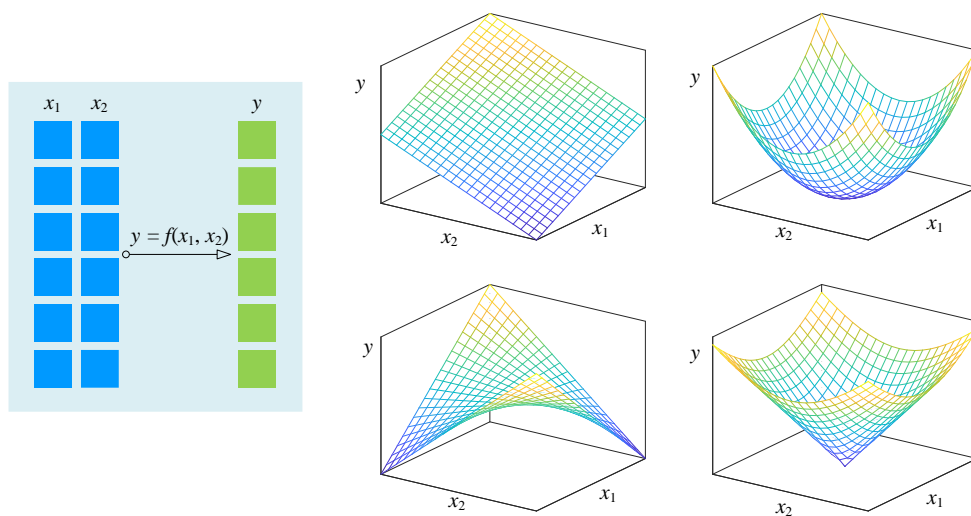 x₁ x₂ y
y = f(x₁, x₂)
y
x₂
x₁
y
x₂
x₁
y
x₂
x₁
y
x₂
x₁